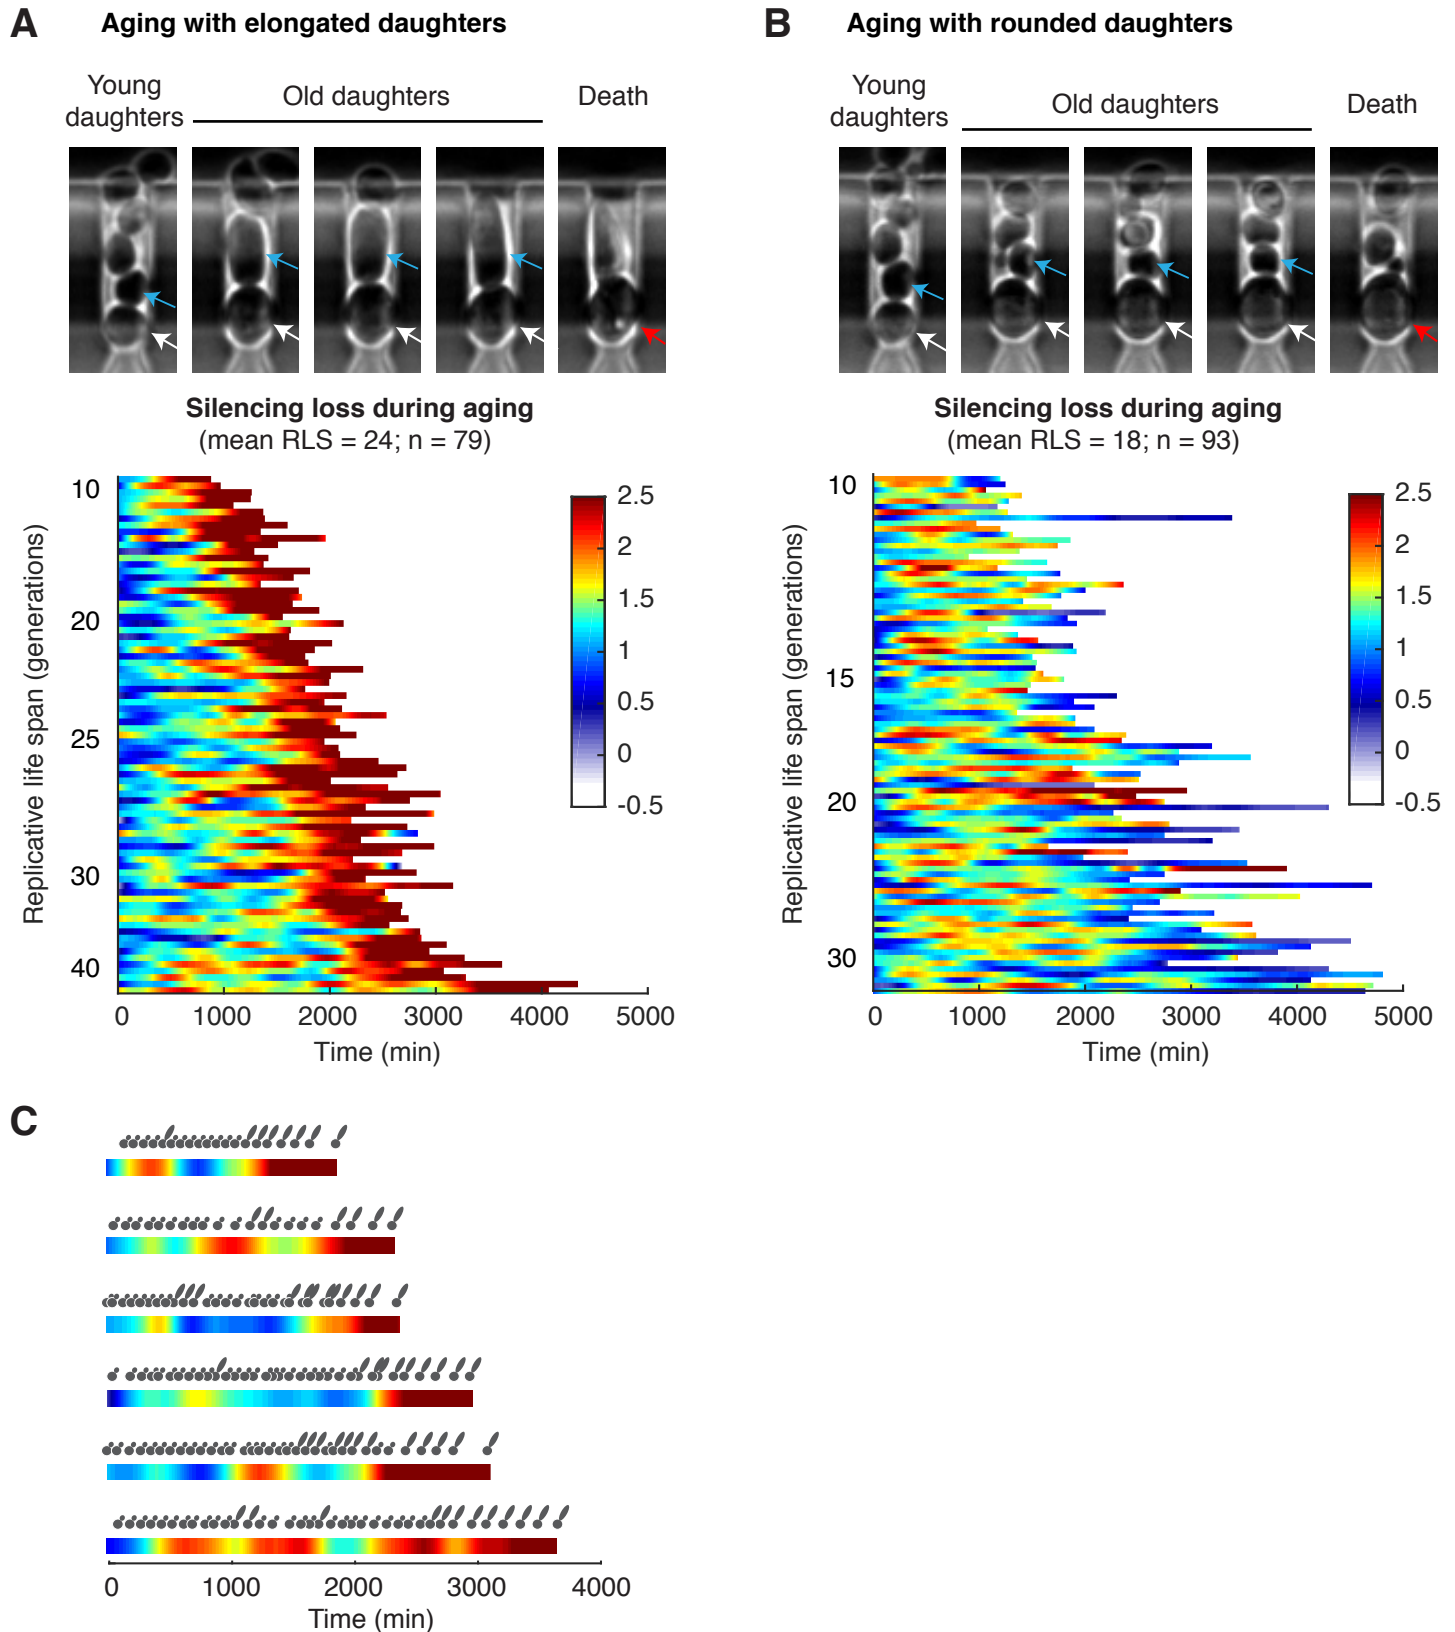 A Aging with elongated daughters
Young
daughters
Old daughters
Death
Silencing loss during aging
(mean RLS = 24; n = 79)
Replicative life span (generations)
10
20
25
30
40
2.5
2
1.5
1
0.5
0
-0.5
0 1000 2000 3000 4000 5000
Time (min)
B Aging with rounded daughters
Young
daughters
Old daughters
Death
Silencing loss during aging
(mean RLS = 18; n = 93)
Replicative life span (generations)
10
15
20
30
2.5
2
1.5
1
0.5
0
-0.5
0 1000 2000 3000 4000 5000
Time (min)
C
0 1000 2000 3000 4000
Time (min)